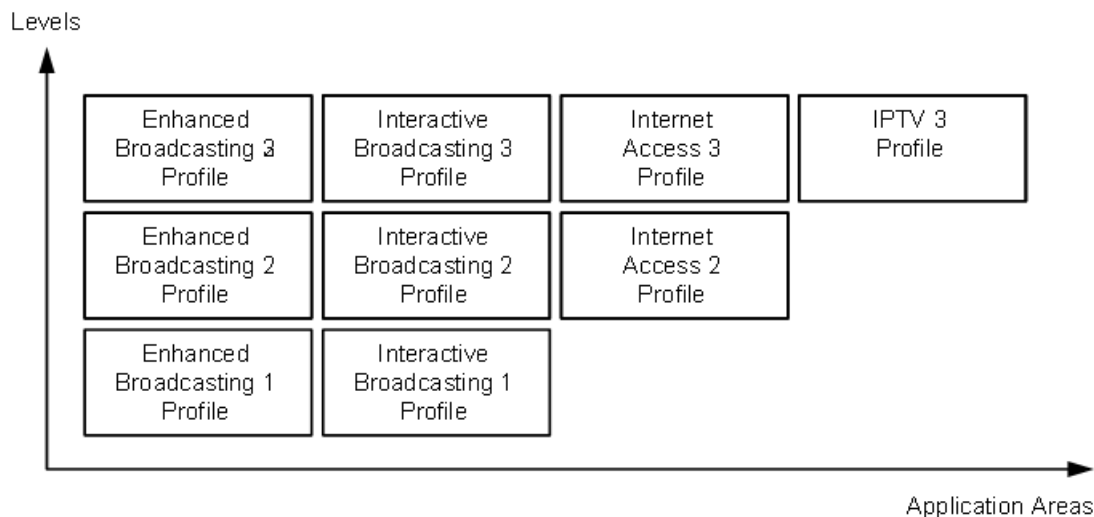 Levels
Enhanced
Broadcasting 3
Profile
Interactive
Broadcasting 3
Profile
Internet
Access 3
Profile
IPTV 3
Profile
Enhanced
Broadcasting 2
Profile
Interactive
Broadcasting 2
Profile
Internet
Access 2
Profile
Enhanced
Broadcasting 1
Profile
Interactive
Broadcasting 1
Profile
Application Areas